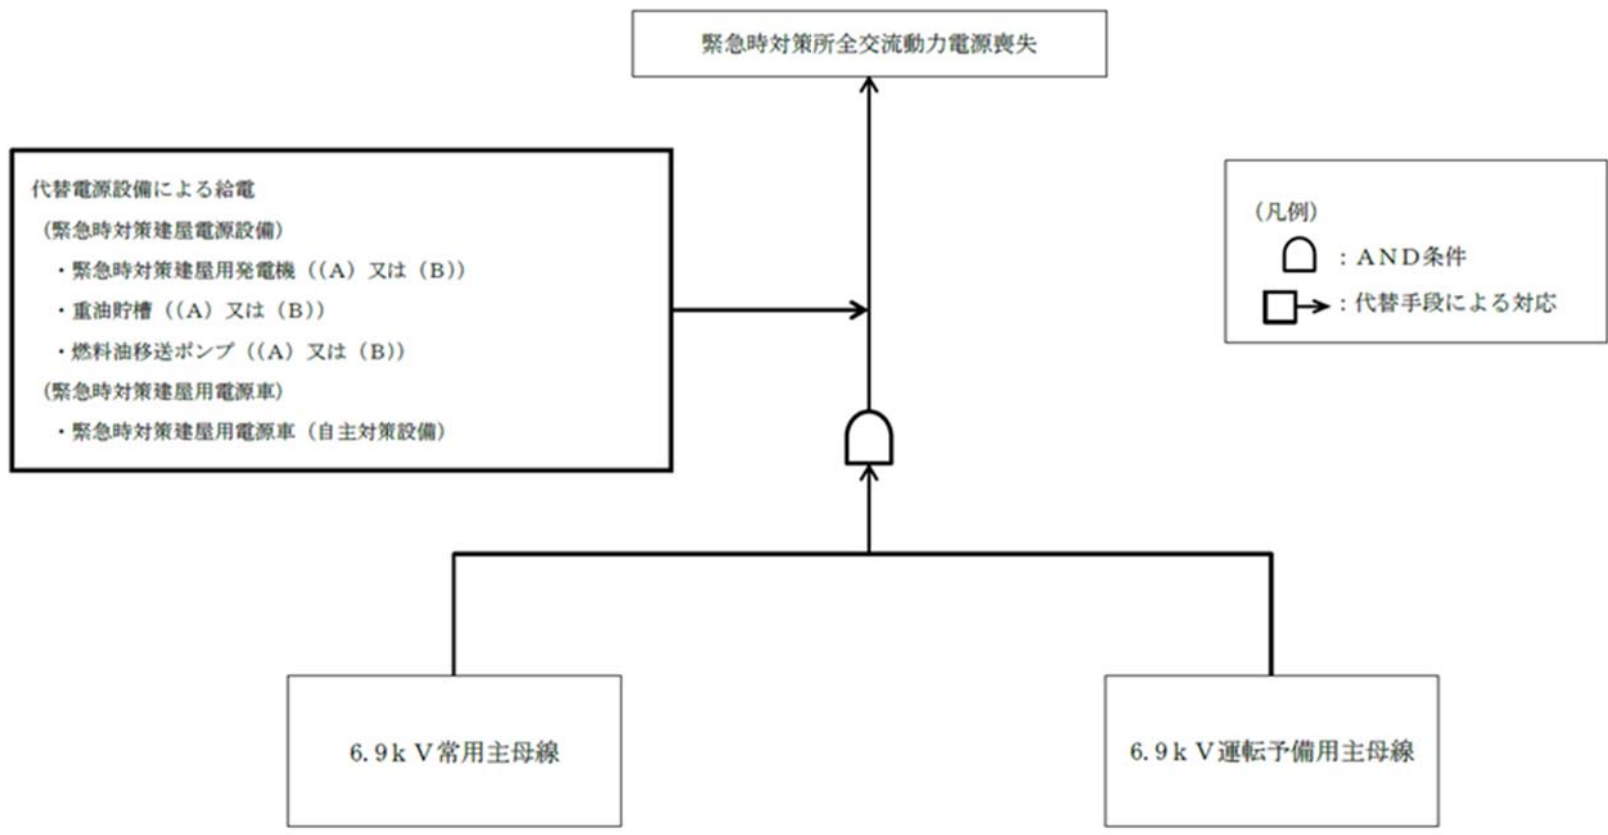 緊急時対策所全交流動力電源喪失
代替電源設備による給電
(緊急時対策建屋電源設備)
・緊急時対策建屋用発電機((A)又は(B))
・重油貯槽((A)又は(B))
・燃料油移送ポンプ((A)又は(B))
(緊急時対策建屋用電源車)
・緊急時対策建屋用電源車(自主対策設備)
(凡例)
:AND条件
:代替手段による対応
6.9kV常用主母線
6.9kV運転予備用主母線